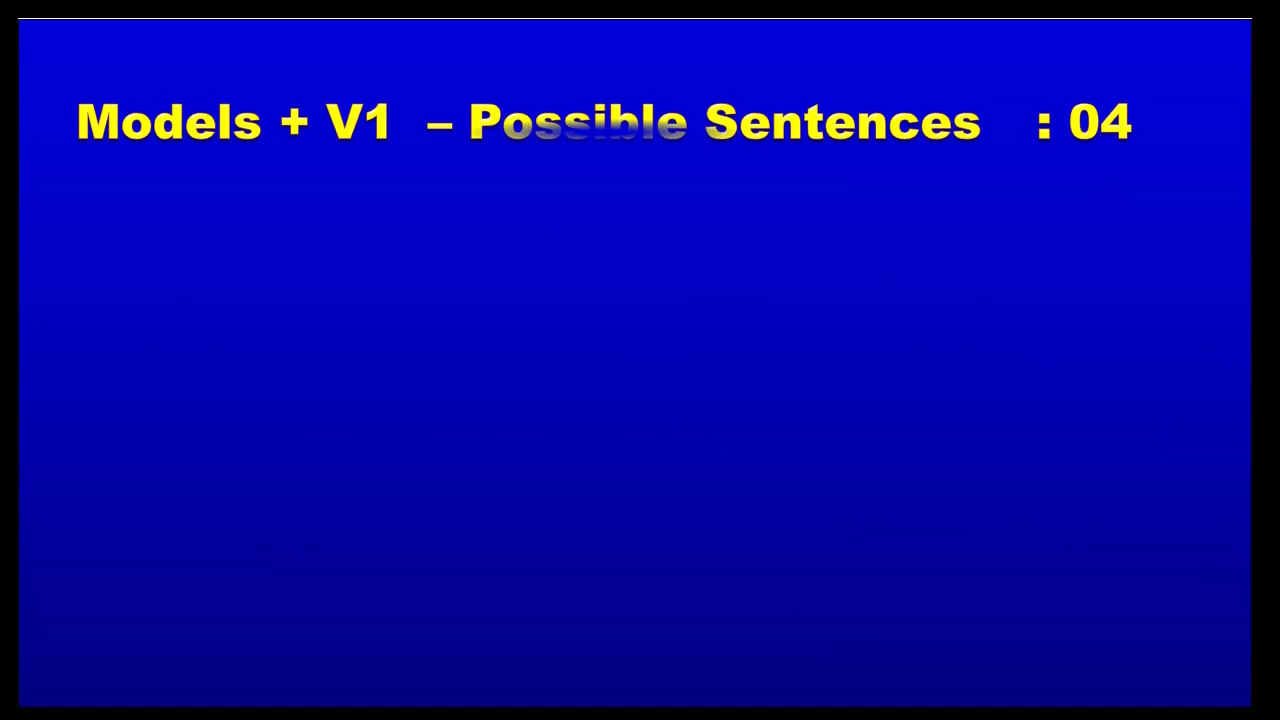 Models + V1 – Possible Sentences : 04